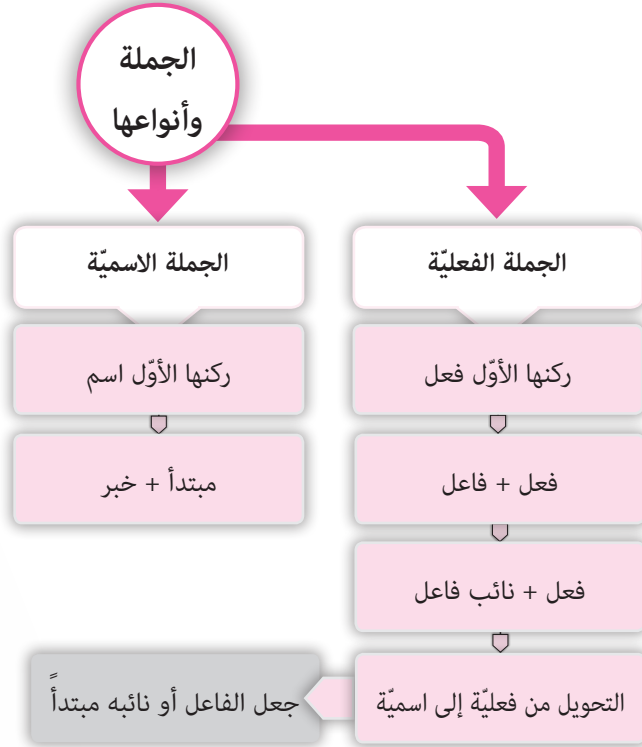 الجملة
وأنواعها
الجملة الفعليّة
ركنها الأوّل فعل
فعل + فاعل
فعل + نائب فاعل
التحويل من فعليّة إلى اسميّة
جعل الفاعل أو نائبه مبتدأً
الجملة الاسميّة
ركنها الأوّل اسم
مبتدأ + خبر